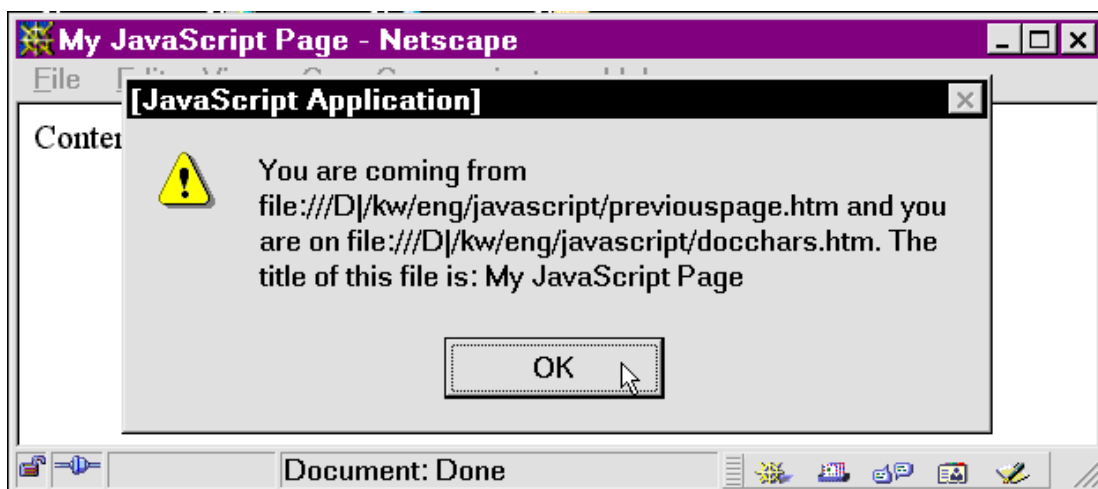 My JavaScript Page - Netscape
File
[JavaScript Application]
You are coming from
file:///D|/kw/eng/javascript/previouspage.htm and you
are on file:///D|/kw/eng/javascript/docchars.htm. The
title of this file is: My JavaScript Page
OK
Document: Done